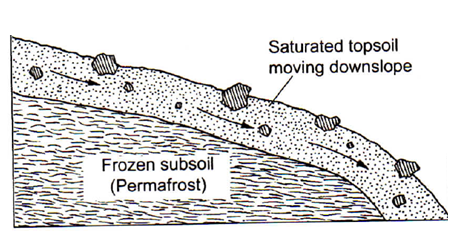 Saturated topsoil
moving downslope
Frozen subsoil
(Permafrost)